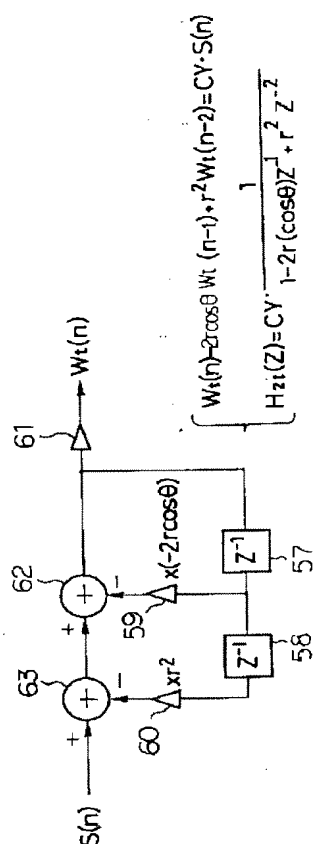 S(n)
+
63
+
−
xr²
60
+
62
+
−
x(-2rcosθ)
59
61
Wt(n)
Z⁻¹
58
Z⁻¹
57
Wt(n)-2rcosθ Wt (n-1)+r² Wt(n-2)=CY·S(n)
Hzi(Z)=CY· 1 / 1-2r(cosθ)Z⁻¹+r² Z⁻²